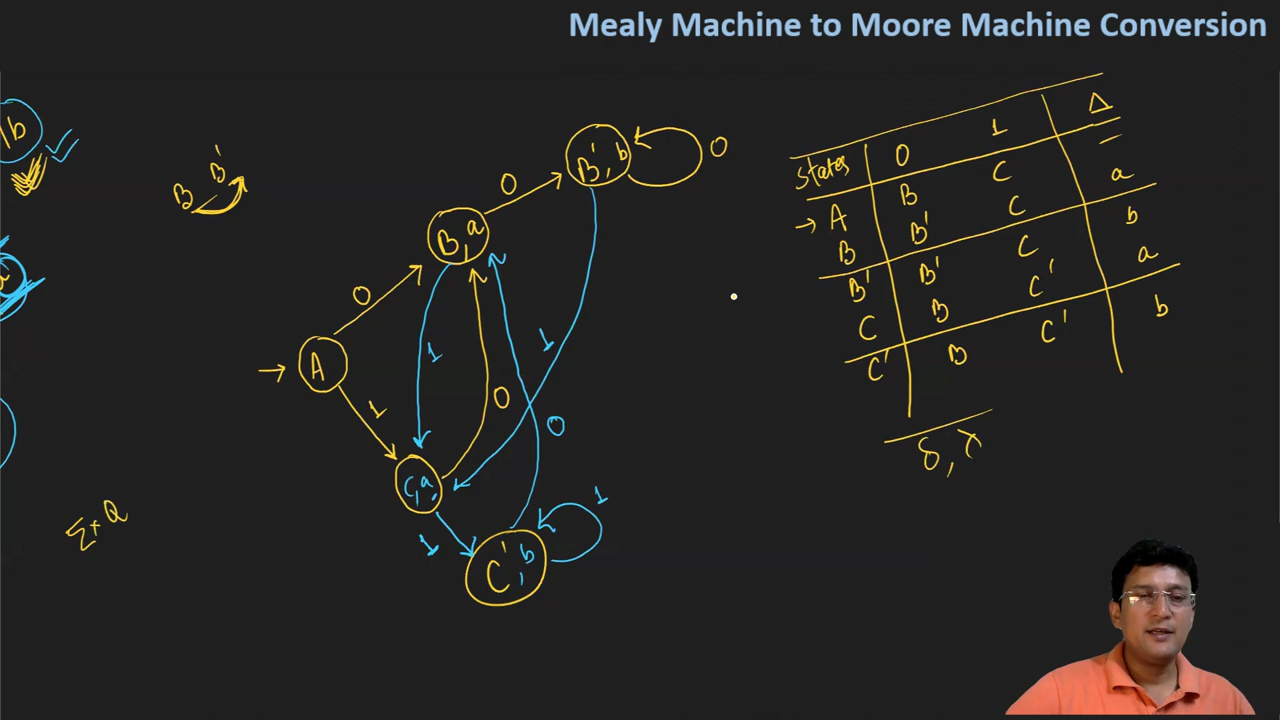 Mealy Machine to Moore Machine Conversion
b
B B'
A
0
1
B, a
0
1
B', b
0
1
C, a
0
1
C', b
0
1
Σ* Q
states 0 1 Δ
→ A B C
B B' C a
B' B' C b
C B C' a
C' B C' b
δ, λ